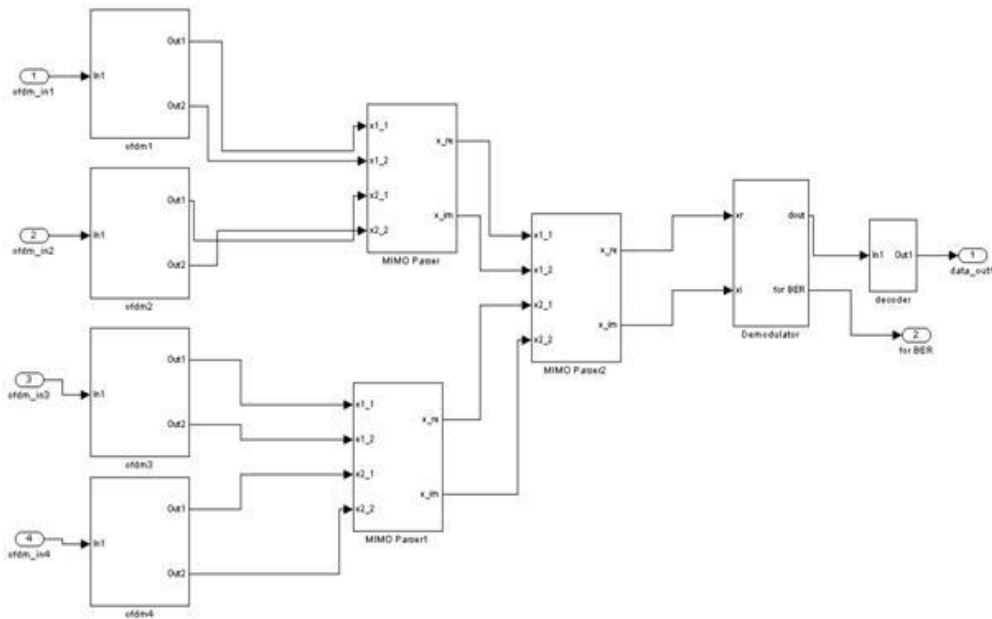 1
ofdm_in1
In1
Out1
Out2
ofdm1
2
ofdm_in2
In1
Out1
Out2
ofdm2
3
ofdm_in3
In1
Out1
Out2
ofdm3
4
ofdm_in4
In1
Out1
Out2
ofdm4
x1_1
x1_2
x2_1
x2_2
x_re
x_im
MIMO Parser
x1_1
x1_2
x2_1
x2_2
x_re
x_im
MIMO Parser1
x1_1
x1_2
x2_1
x2_2
x_re
x_im
MIMO Parser2
xr
xi
dout
for BER
Demodulator
In1
Out1
decoder
1
data_out1
2
for BER